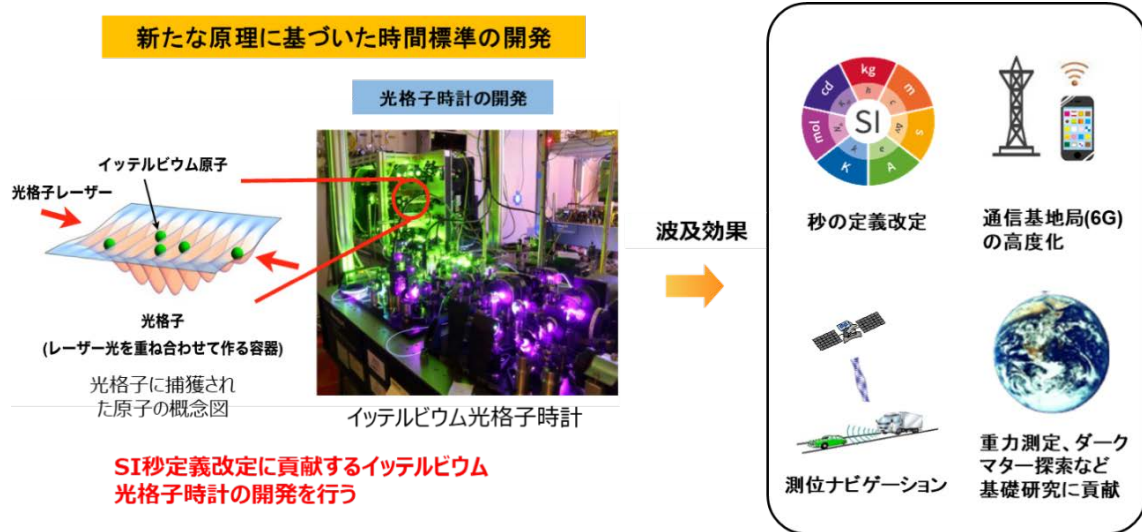 新たな原理に基づいた時間標準の開発
光格子時計の開発
イッテルビウム原子
光格子レーザー
光格子
(レーザー光を重ね合わせて作る容器)
光格子に捕獲され
た原子の概念図
イッテルビウム光格子時計
SI秒定義改定に貢献するイッテルビウム
光格子時計の開発を行う
波及効果
kg
m
s
A
K
mol
cd
h
c
Δν
e
k
SI
秒の定義改定
通信基地局(6G)
の高度化
測位ナビゲーション
重力測定、ダーク
マター探索など
基礎研究に貢献